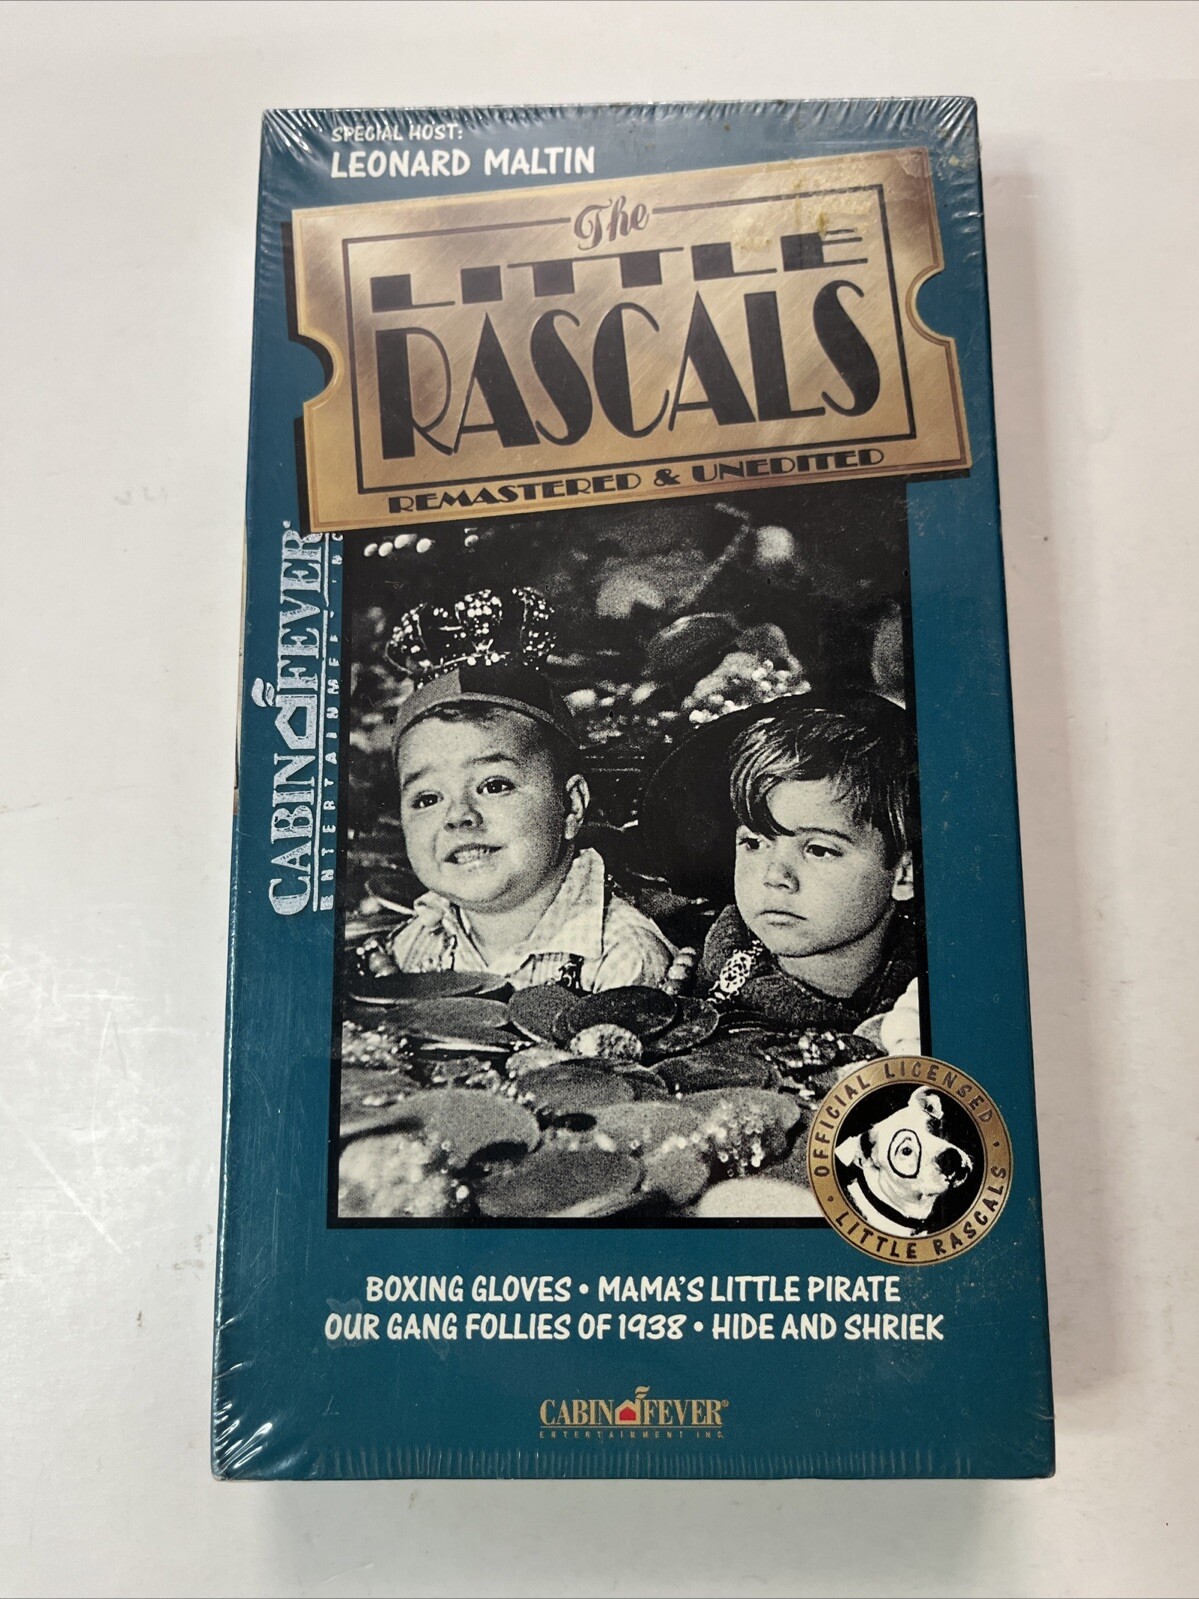 SPECIAL HOST:
LEONARD MALTIN
The
LITTLE
RASCALS
REMASTERED & UNEDITED
CABIN FEVER
ENTERTAINMENT INC
OFFICIAL LICENSED
LITTLE RASCALS
BOXING GLOVES • MAMA'S LITTLE PIRATE
OUR GANG FOLLIES OF 1938 • HIDE AND SHRIEK
CABIN FEVER®
ENTERTAINMENT INC.